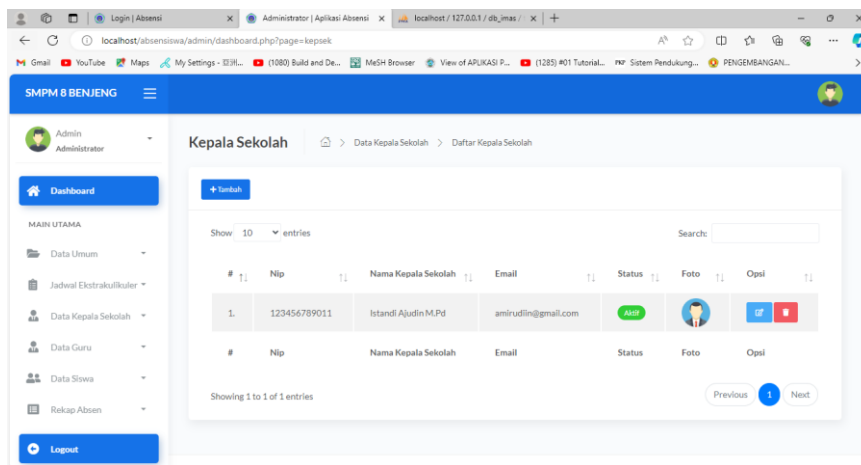 Login | Absensi
Administrator | Aplikasi Absensi
localhost / 127.0.0.1 / db_imas /
localhost/absensiswa/admin/dashboard.php?page=kepsek
Gmail YouTube Maps My Settings - (1080) Build and De... MeSH Browser View of APLIKASI P... (1285) #01 Tutorial... Sistem Pendukung... PENGEMBANGAN...
SMPM 8 BENJENG
Admin
Administrator
Kepala Sekolah > Data Kepala Sekolah > Daftar Kepala Sekolah
Dashboard
+ Tambah
MAIN UTAMA
Show 10 entries Search:
Data Umum
Jadwal Ekstrakulikuler
Data Kepala Sekolah
Data Guru
Data Siswa
Rekap Absen
Logout
# Nip Nama Kepala Sekolah Email Status Foto Opsi
1. 123456789011 Istandi Ajudin M.Pd amirudiin@gmail.com Aktif
# Nip Nama Kepala Sekolah Email Status Foto Opsi
Showing 1 to 1 of 1 entries
Previous 1 Next